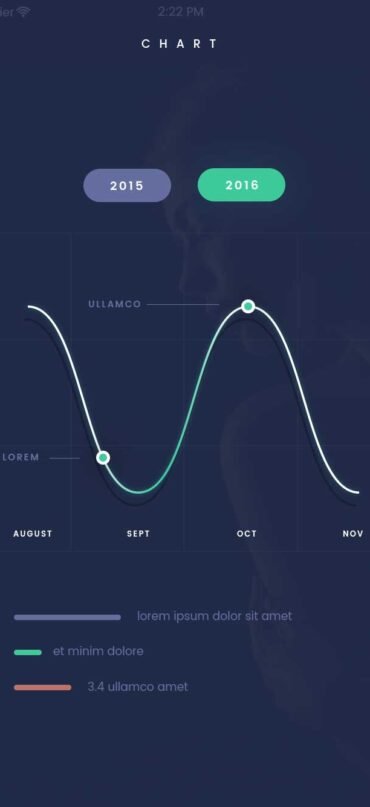 ier 2:22 PM
CHART
2015 2016
ULLAMCO
LOREM
AUGUST SEPT OCT NOV
lorem ipsum dolor sit amet
et minim dolore
3.4 ullamco amet